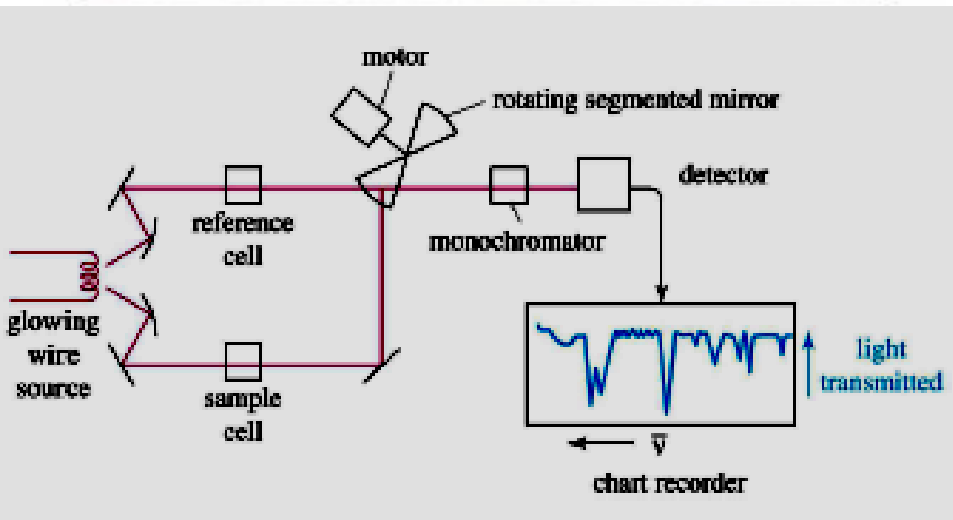 motor
rotating segmented mirror
detector
reference
cell
monochromator
glowing
wire
source
sample
cell
light
transmitted
ν̅
chart recorder